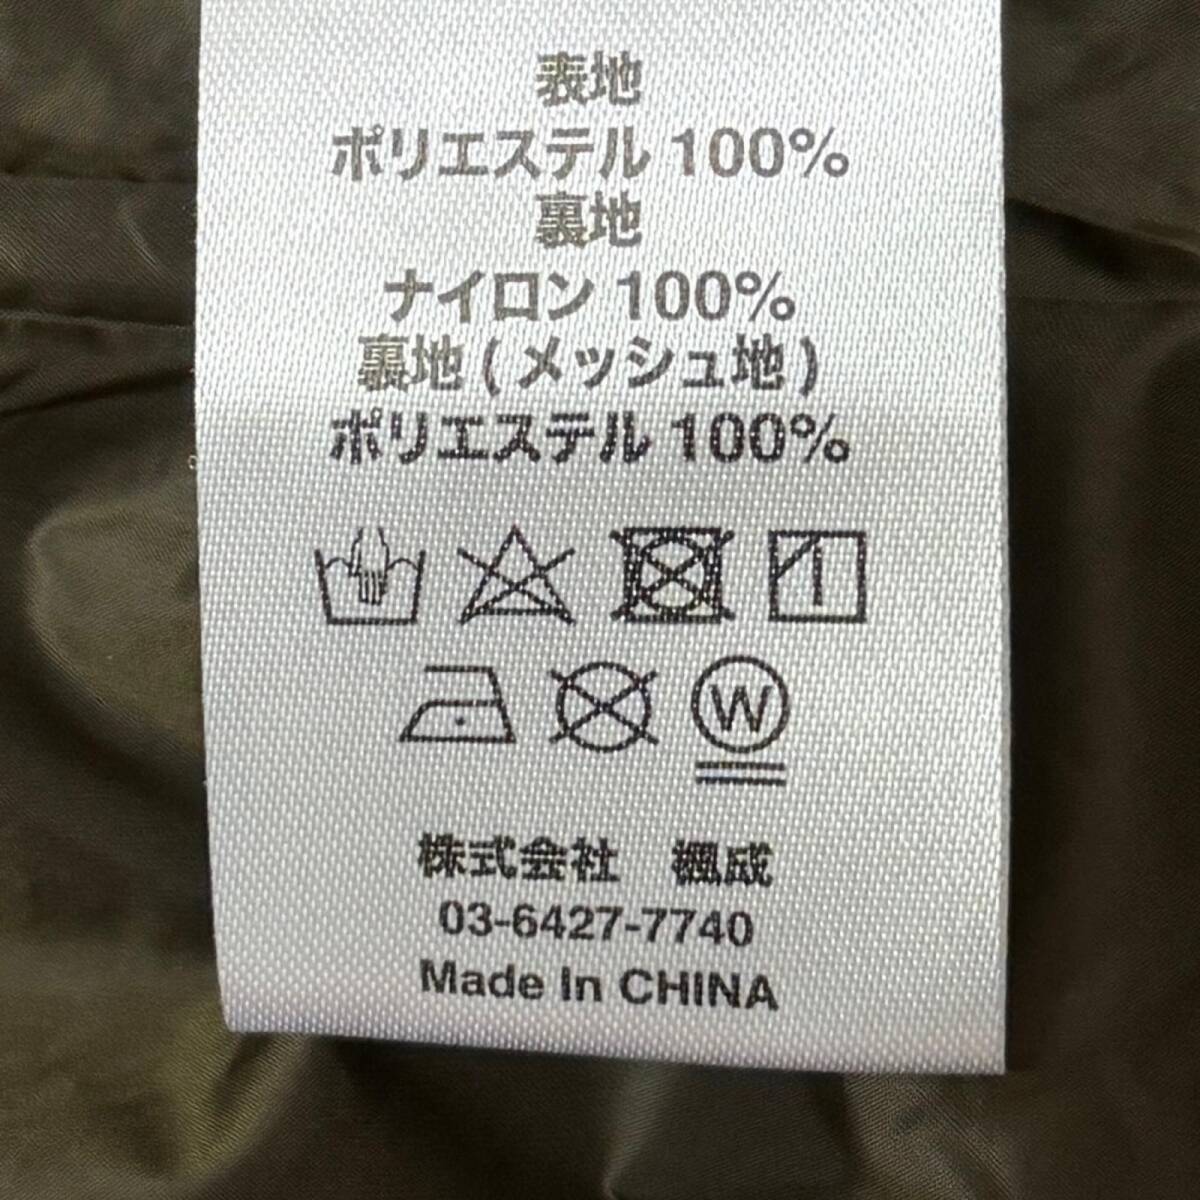 表地
ポリエステル 100%
裏地
ナイロン 100%
裏地 (メッシュ地)
ポリエステル 100%
W
株式会社 楓成
03-6427-7740
Made In CHINA